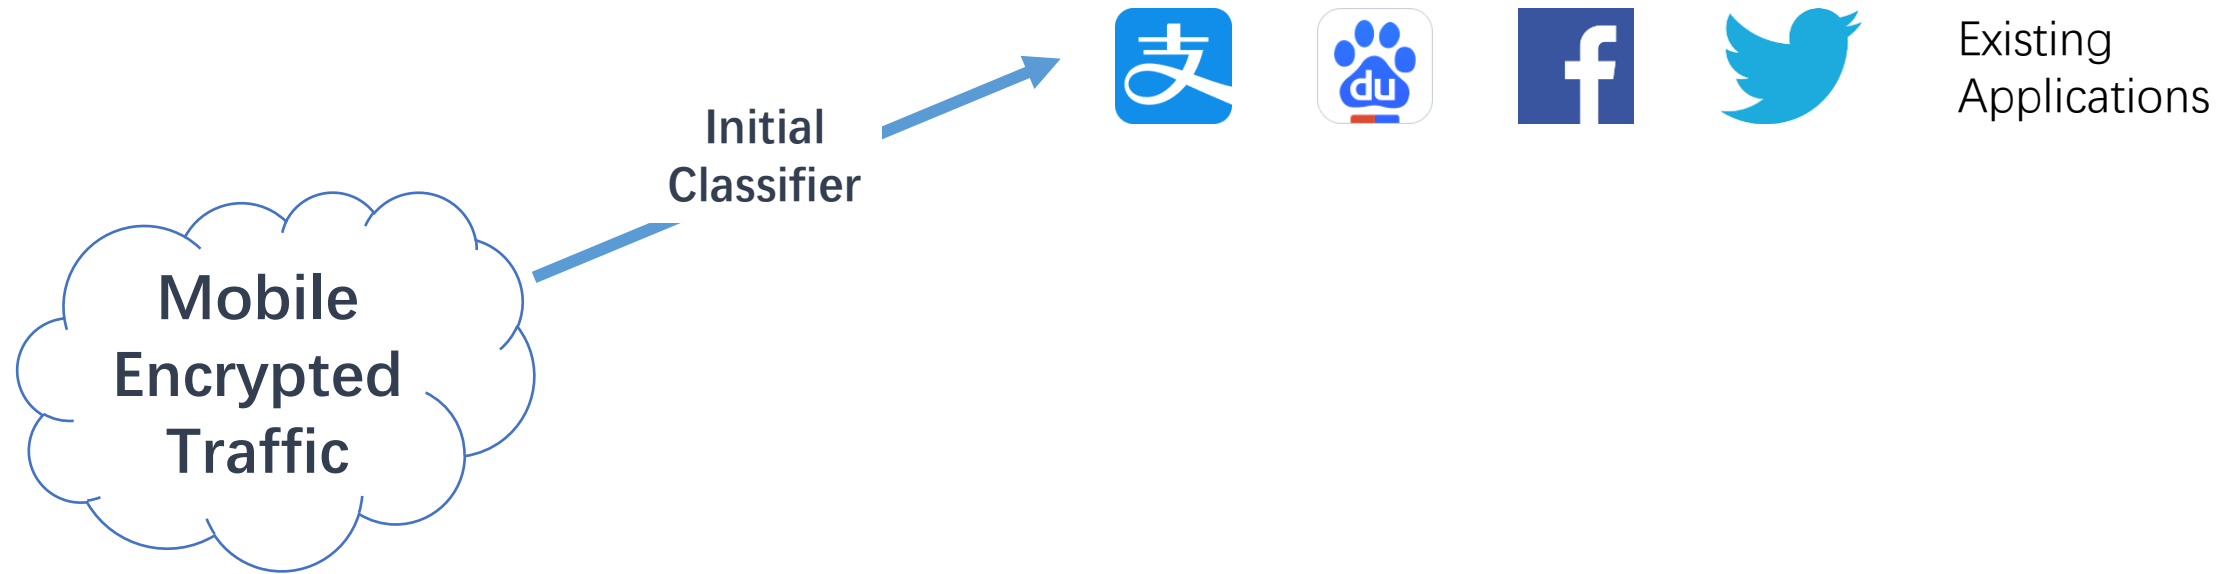 支
du
f
Existing
Applications
Initial
Classifier
Mobile
Encrypted
Traffic